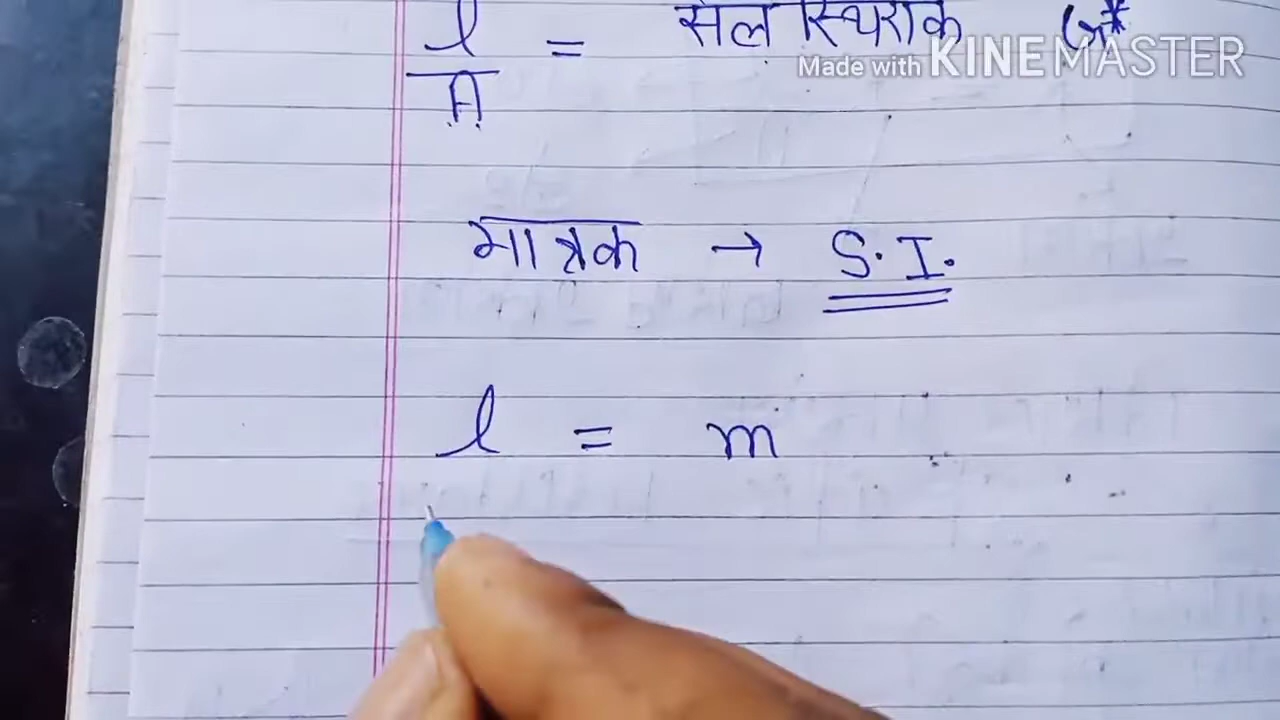 l/A = सेल स्थिरांक G*
Made with KINEMASTER
मात्रक → S.I.
l = m